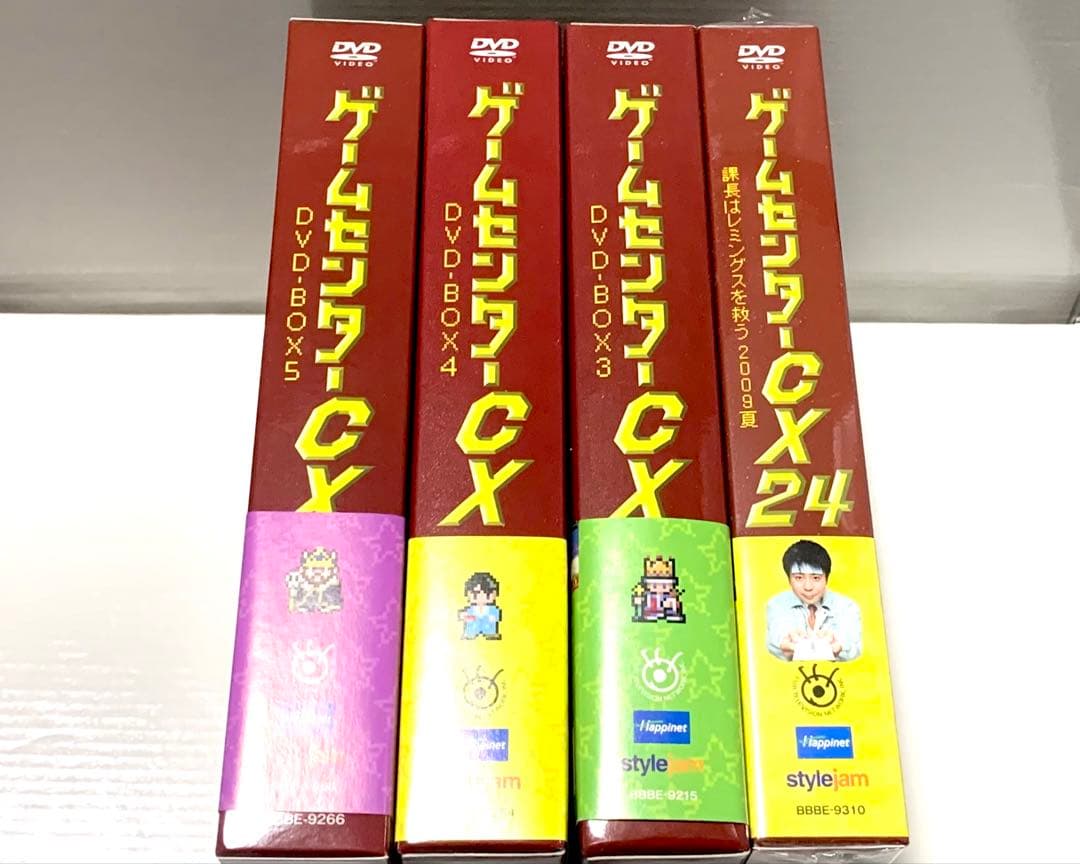 DVD
VIDEO
ゲームセンターCX
DVD-BOX5
BBE-9266
DVD
VIDEO
ゲームセンターCX
DVD-BOX4
Happinet
DVD
VIDEO
ゲームセンターCX
DVD-BOX3
Happinet
stylejam
BBBE-9215
DVD
VIDEO
ゲームセンターCX
24
課長はレミングスを救う 2009夏
Happinet
stylejam
BBBE-9310